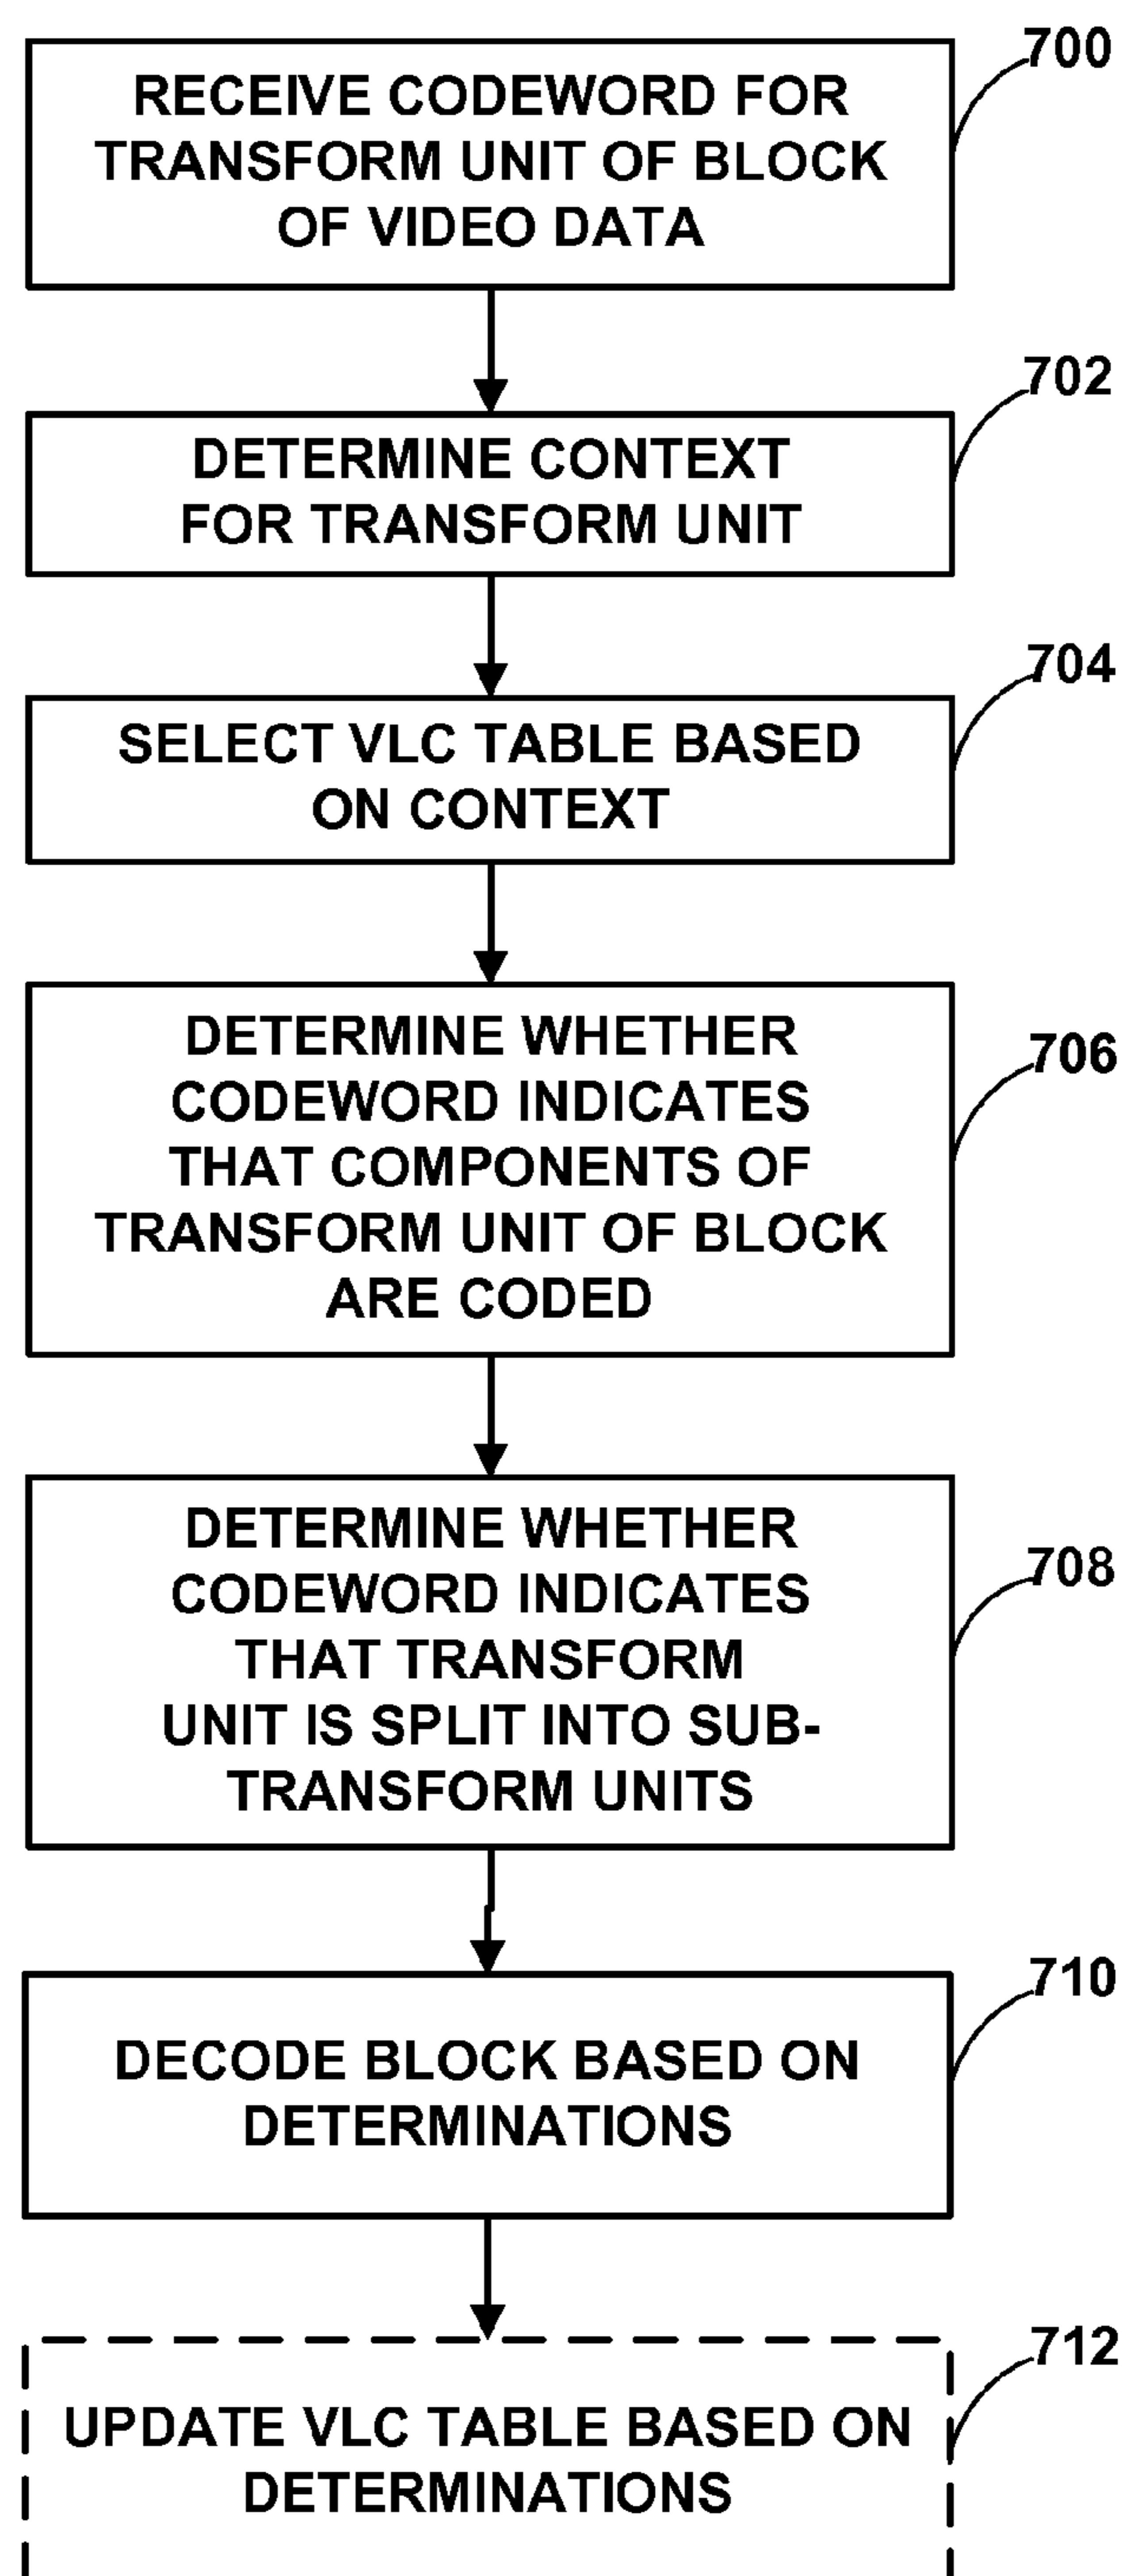 700
RECEIVE CODEWORD FOR
TRANSFORM UNIT OF BLOCK
OF VIDEO DATA
702
DETERMINE CONTEXT
FOR TRANSFORM UNIT
704
SELECT VLC TABLE BASED
ON CONTEXT
706
DETERMINE WHETHER
CODEWORD INDICATES
THAT COMPONENTS OF
TRANSFORM UNIT OF BLOCK
ARE CODED
708
DETERMINE WHETHER
CODEWORD INDICATES
THAT TRANSFORM
UNIT IS SPLIT INTO SUB-
TRANSFORM UNITS
710
DECODE BLOCK BASED ON
DETERMINATIONS
712
UPDATE VLC TABLE BASED ON
DETERMINATIONS